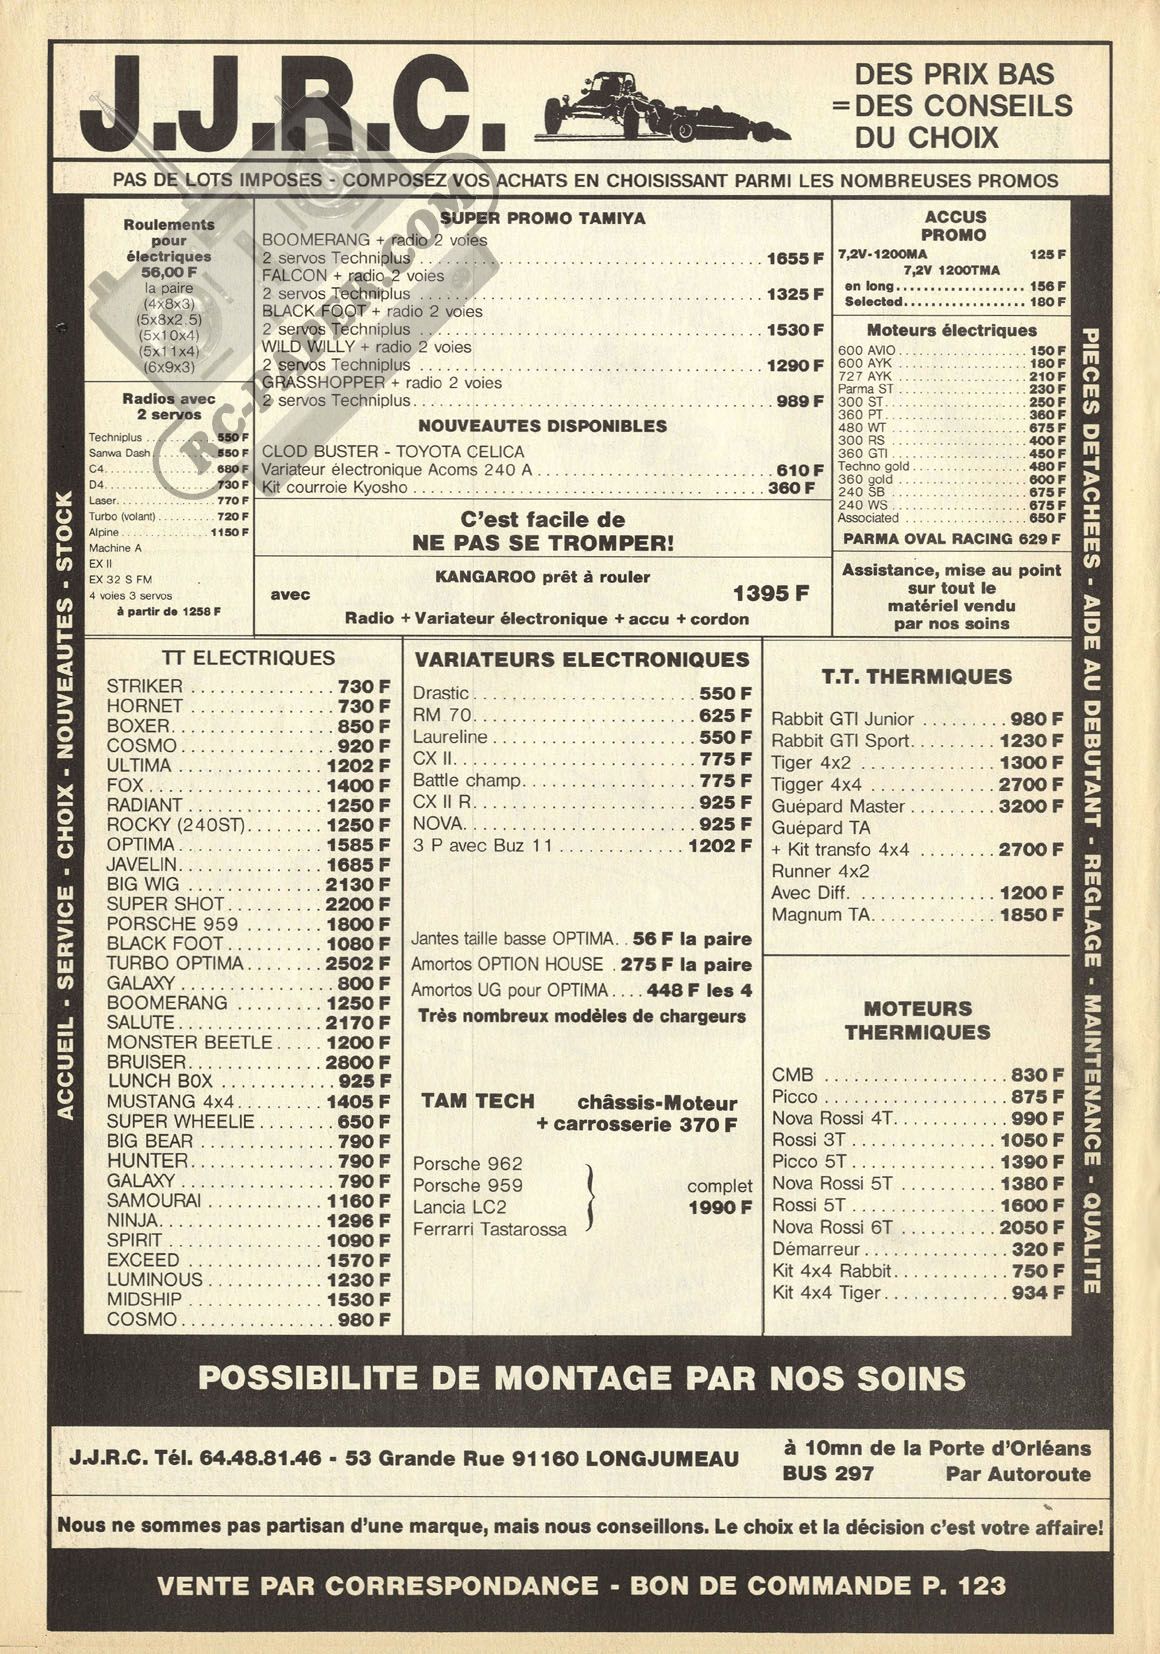 J.J.R.C.
DES PRIX BAS
= DES CONSEILS
DU CHOIX
PAS DE LOTS IMPOSES - COMPOSEZ VOS ACHATS EN CHOISISSANT PARMI LES NOMBREUSES PROMOS
ACCUEIL - SERVICE - CHOIX - NOUVEAUTES - STOCK
Roulements
pour
électriques
56,00 F
la paire
(4x8x3)
(5x8x2,5)
(5x10x4)
(5x11x4)
(6x9x3)
Radios avec
2 servos
Techniplus ........... 550 F
Sanwa Dash ........... 550 F
C4 ........... 680 F
D4 ........... 730 F
Laser ........... 770 F
Turbo (volant) ........... 720 F
Alpine ........... 1150 F
Machine A
EX II
EX 32 S FM
4 voies 3 servos
à partir de 1258 F
SUPER PROMO TAMIYA
BOOMERANG + radio 2 voies
2 servos Techniplus ........... 1655 F
FALCON + radio 2 voies
2 servos Techniplus ........... 1325 F
BLACK FOOT + radio 2 voies
2 servos Techniplus ........... 1530 F
WILD WILLY + radio 2 voies
2 servos Techniplus ........... 1290 F
GRASSHOPPER + radio 2 voies
2 servos Techniplus ........... 989 F
NOUVEAUTES DISPONIBLES
CLOD BUSTER - TOYOTA CELICA
Variateur électronique Acoms 240 A ........... 610 F
Kit courroie Kyosho ........... 360 F
C'est facile de
NE PAS SE TROMPER!
KANGAROO prêt à rouler
avec 1395 F
Radio + Variateur électronique + accu + cordon
ACCUS
PROMO
7,2V-1200MA 125 F
7,2V 1200TMA
en long ........... 156 F
Selected ........... 180 F
Moteurs électriques
600 AVIO ........... 150 F
600 AYK ........... 180 F
727 AYK ........... 210 F
Parma ST ........... 230 F
300 ST ........... 250 F
360 PT ........... 360 F
480 WT ........... 675 F
300 RS ........... 400 F
360 GTI ........... 450 F
Techno gold ........... 480 F
360 gold ........... 600 F
240 SB ........... 675 F
240 WS ........... 675 F
Associated ........... 650 F
PARMA OVAL RACING 629 F
Assistance, mise au point
sur tout le
matériel vendu
par nos soins
PIECES DETACHEES - AIDE AU DEBUTANT - REGLAGE - MAINTENANCE - QUALITE
TT ELECTRIQUES
STRIKER ........... 730 F
HORNET ........... 730 F
BOXER ........... 850 F
COSMO ........... 920 F
ULTIMA ........... 1202 F
FOX ........... 1400 F
RADIANT ........... 1250 F
ROCKY (240ST) ........... 1250 F
OPTIMA ........... 1585 F
JAVELIN ........... 1685 F
BIG WIG ........... 2130 F
SUPER SHOT ........... 2200 F
PORSCHE 959 ........... 1800 F
BLACK FOOT ........... 1080 F
TURBO OPTIMA ........... 2502 F
GALAXY ........... 800 F
BOOMERANG ........... 1250 F
SALUTE ........... 2170 F
MONSTER BEETLE ........... 1200 F
BRUISER ........... 2800 F
LUNCH BOX ........... 925 F
MUSTANG 4x4 ........... 1405 F
SUPER WHEELIE ........... 650 F
BIG BEAR ........... 790 F
HUNTER ........... 790 F
GALAXY ........... 790 F
SAMOURAI ........... 1160 F
NINJA ........... 1296 F
SPIRIT ........... 1090 F
EXCEED ........... 1570 F
LUMINOUS ........... 1230 F
MIDSHIP ........... 1530 F
COSMO ........... 980 F
VARIATEURS ELECTRONIQUES
Drastic ........... 550 F
RM 70 ........... 625 F
Laureline ........... 550 F
CX II ........... 775 F
Battle champ ........... 775 F
CX II R ........... 925 F
NOVA ........... 925 F
3 P avec Buz 11 ........... 1202 F
Jantes taille basse OPTIMA .. 56 F la paire
Amortos OPTION HOUSE . 275 F la paire
Amortos UG pour OPTIMA .... 448 F les 4
Très nombreux modèles de chargeurs
TAM TECH châssis-Moteur
+ carrosserie 370 F
Porsche 962
Porsche 959 complet
Lancia LC2 1990 F
Ferrarri Tastarossa
T.T. THERMIQUES
Rabbit GTI Junior ........... 980 F
Rabbit GTI Sport ........... 1230 F
Tiger 4x2 ........... 1300 F
Tigger 4x4 ........... 2700 F
Guépard Master ........... 3200 F
Guépard TA
+ Kit transfo 4x4 ........... 2700 F
Runner 4x2
Avec Diff ........... 1200 F
Magnum TA ........... 1850 F
MOTEURS
THERMIQUES
CMB ........... 830 F
Picco ........... 875 F
Nova Rossi 4T ........... 990 F
Rossi 3T ........... 1050 F
Picco 5T ........... 1390 F
Nova Rossi 5T ........... 1380 F
Rossi 5T ........... 1600 F
Nova Rossi 6T ........... 2050 F
Démarreur ........... 320 F
Kit 4x4 Rabbit ........... 750 F
Kit 4x4 Tiger ........... 934 F
POSSIBILITE DE MONTAGE PAR NOS SOINS
J.J.R.C. Tél. 64.48.81.46 - 53 Grande Rue 91160 LONGJUMEAU
à 10mn de la Porte d'Orléans
BUS 297 Par Autoroute
Nous ne sommes pas partisan d'une marque, mais nous conseillons. Le choix et la décision c'est votre affaire!
VENTE PAR CORRESPONDANCE - BON DE COMMANDE P. 123
RC-PAPER.COM